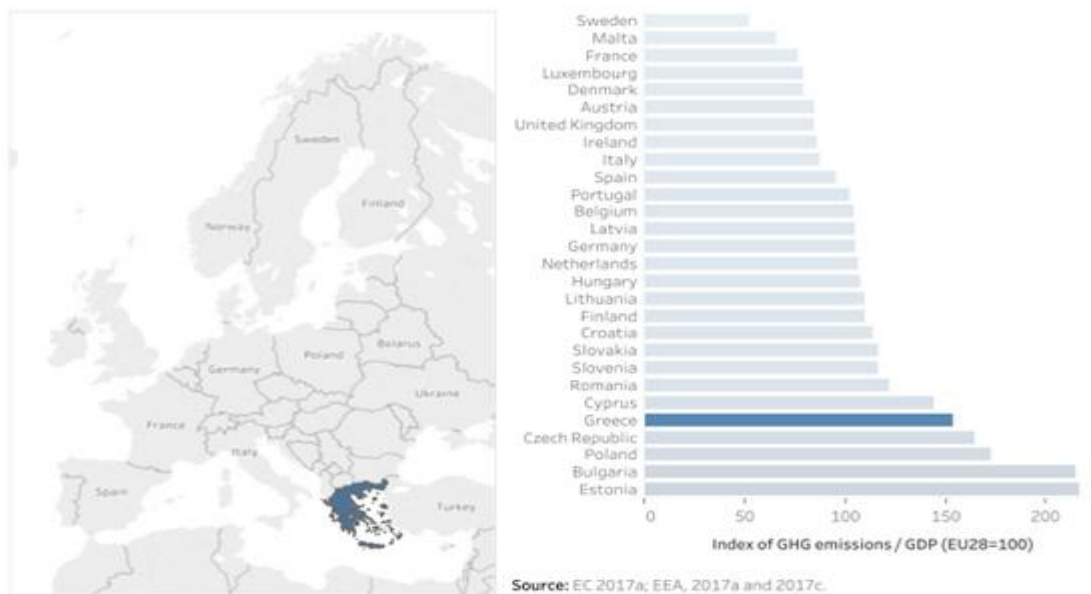 Sweden
Finland
Norway
Poland
Belarus
Germany
Ukraine
France
Italy
Spain
Turkey
Sweden
Malta
France
Luxembourg
Denmark
Austria
United Kingdom
Ireland
Italy
Spain
Portugal
Belgium
Latvia
Germany
Netherlands
Hungary
Lithuania
Finland
Croatia
Slovakia
Slovenia
Romania
Cyprus
Greece
Czech Republic
Poland
Bulgaria
Estonia
0 50 100 150 200
Index of GHG emissions / GDP (EU28=100)
Source: EC 2017a; EEA, 2017a and 2017c.